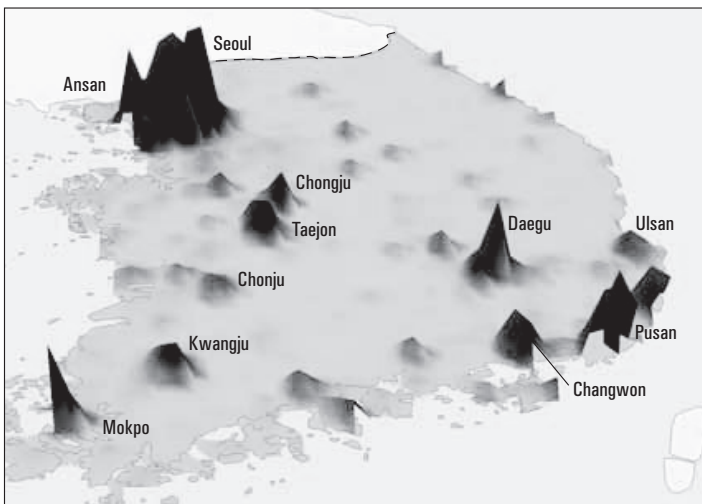 Seoul
Ansan
Chongju
Taejon
Daegu
Ulsan
Chonju
Pusan
Kwangju
Changwon
Mokpo